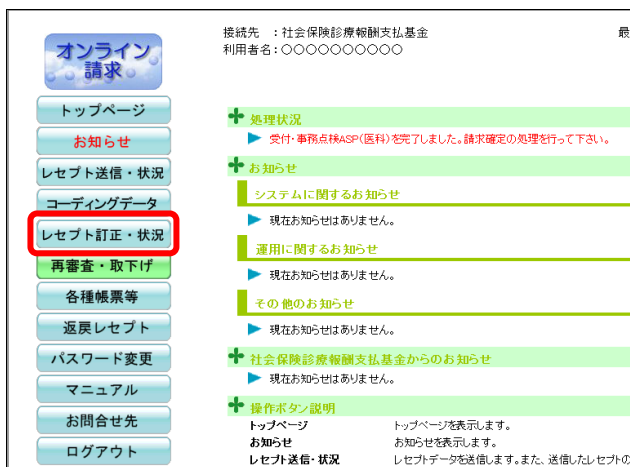 オンライン
請求
トップページ
お知らせ
レセプト送信・状況
コーディングデータ
レセプト訂正・状況
再審査・取下げ
各種帳票等
返戻レセプト
パスワード変更
マニュアル
お問合せ先
ログアウト
接続先 ：社会保険診療報酬支払基金
最
利用者名：○○○○○○○○○○
処理状況
受付・事務点検ASP（医科）を完了しました。請求確定の処理を行って下さい。
お知らせ
システムに関するお知らせ
現在お知らせはありません。
運用に関するお知らせ
現在お知らせはありません。
その他のお知らせ
現在お知らせはありません。
社会保険診療報酬支払基金からのお知らせ
現在お知らせはありません。
操作ボタン説明
トップページ トップページを表示します。
お知らせ お知らせを表示します。
レセプト送信・状況 レセプトデータを送信します。また、送信したレセプトの